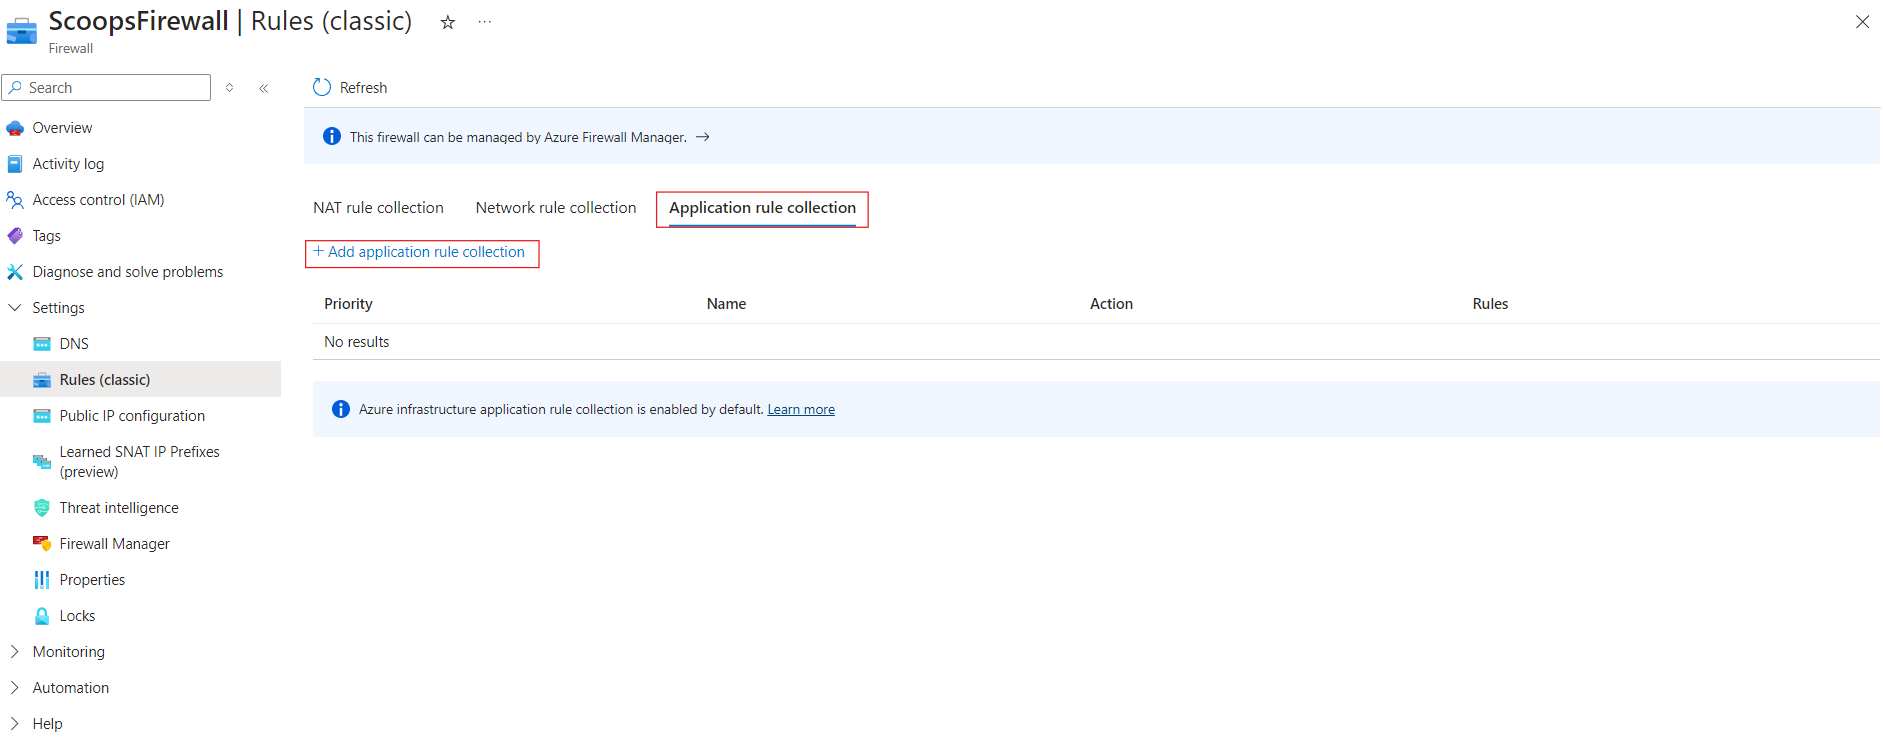 ScoopsFirewall | Rules (classic)
Firewall
Search
Overview
Activity log
Access control (IAM)
Tags
Diagnose and solve problems
Settings
DNS
Rules (classic)
Public IP configuration
Learned SNAT IP Prefixes
(preview)
Threat intelligence
Firewall Manager
Properties
Locks
Monitoring
Automation
Help
Refresh
This firewall can be managed by Azure Firewall Manager. →
NAT rule collection Network rule collection Application rule collection
+ Add application rule collection
Priority Name Action Rules
No results
Azure infrastructure application rule collection is enabled by default. Learn more